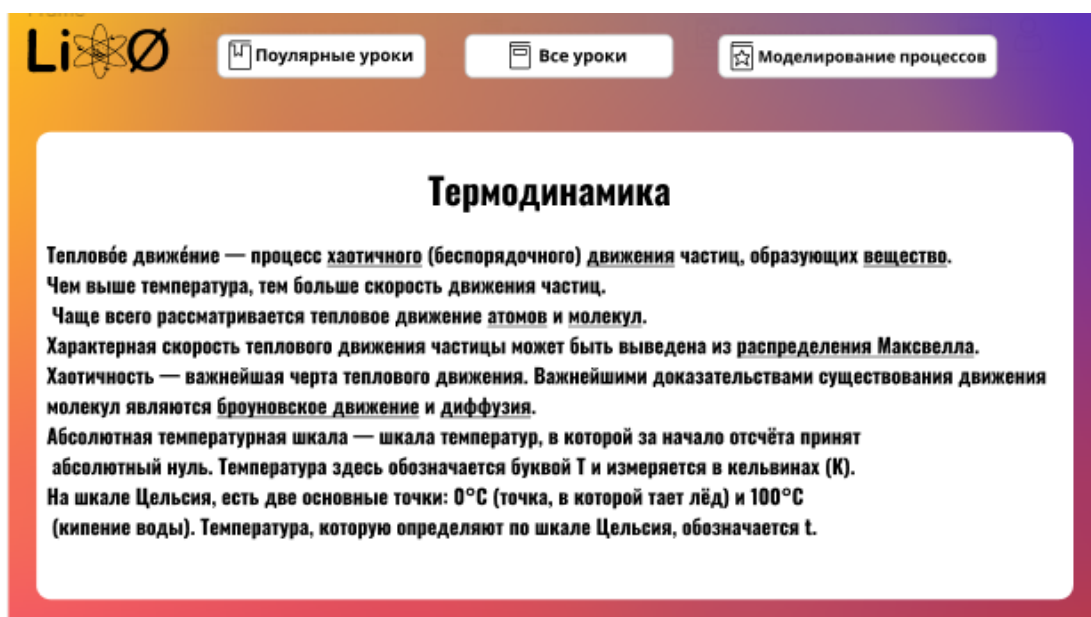 Li Ø
Поулярные уроки
Все уроки
Моделирование процессов
Термодинамика
Теплово́е движе́ние — процесс хаотичного (беспорядочного) движения частиц, образующих вещество.
Чем выше температура, тем больше скорость движения частиц.
Чаще всего рассматривается тепловое движение атомов и молекул.
Характерная скорость теплового движения частицы может быть выведена из распределения Максвелла.
Хаотичность — важнейшая черта теплового движения. Важнейшими доказательствами существования движения
молекул являются броуновское движение и диффузия.
Абсолютная температурная шкала — шкала температур, в которой за начало отсчёта принят
абсолютный нуль. Температура здесь обозначается буквой T и измеряется в кельвинах (K).
На шкале Цельсия, есть две основные точки: 0°C (точка, в которой тает лёд) и 100°C
(кипение воды). Температура, которую определяют по шкале Цельсия, обозначается t.